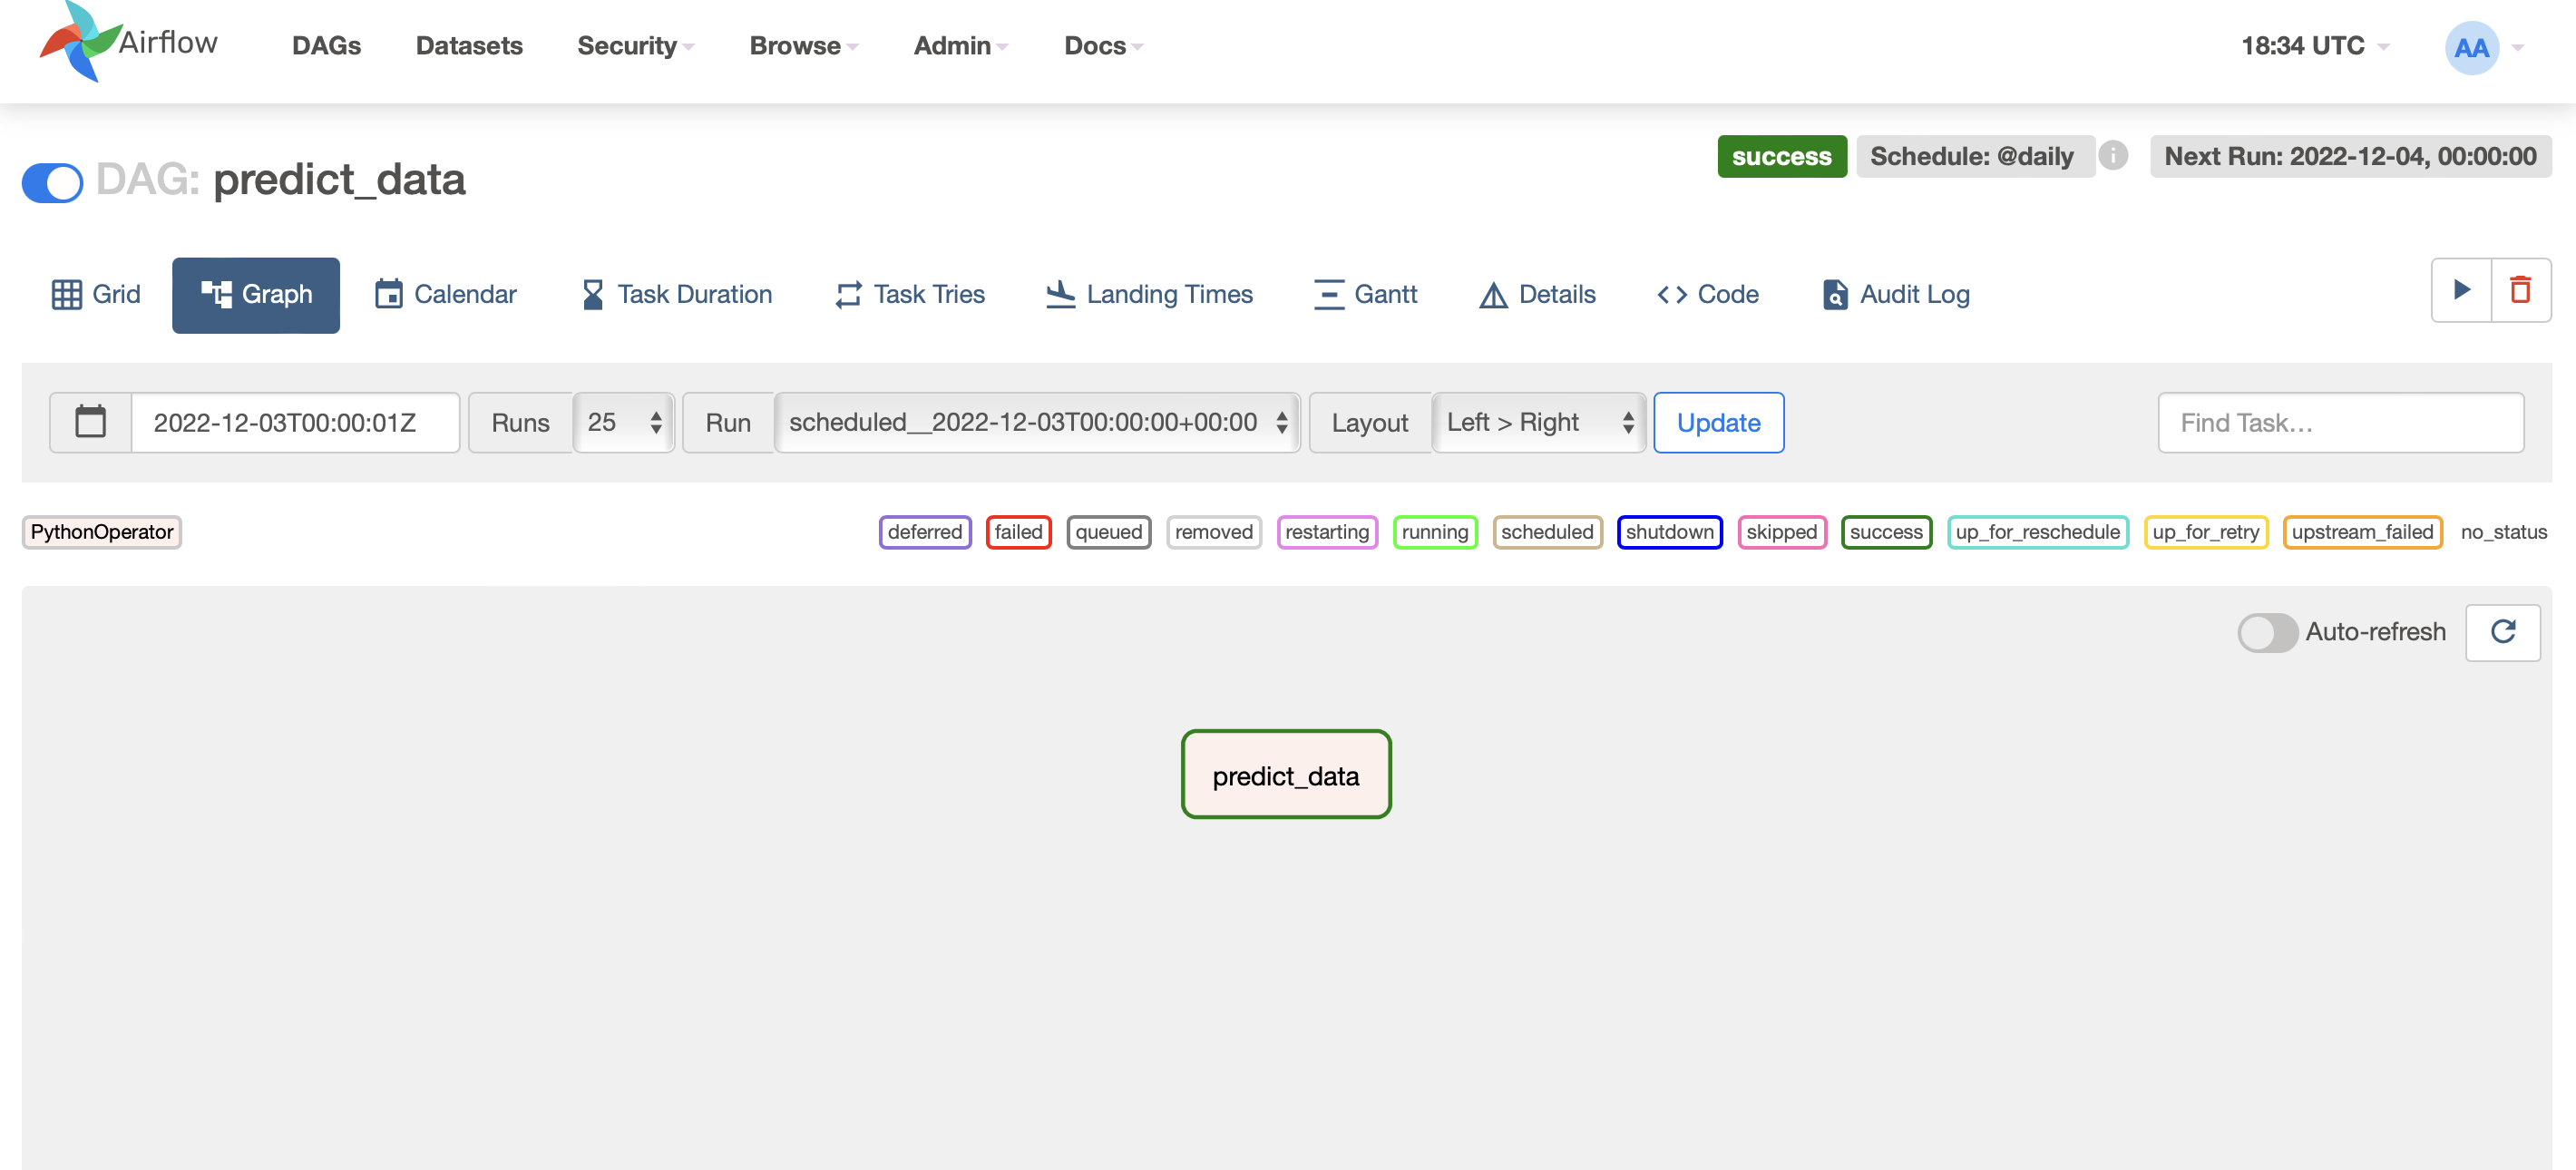 Airflow DAGs Datasets Security Browse Admin Docs 18:34 UTC AA
success Schedule: @daily i Next Run: 2022-12-04, 00:00:00
DAG: predict_data
Grid Graph Calendar Task Duration Task Tries Landing Times Gantt Details Code Audit Log
2022-12-03T00:00:01Z Runs 25 Run scheduled__2022-12-03T00:00:00+00:00 Layout Left > Right Update Find Task…
PythonOperator deferred failed queued removed restarting running scheduled shutdown skipped success up_for_reschedule up_for_retry upstream_failed no_status
Auto-refresh
predict_data